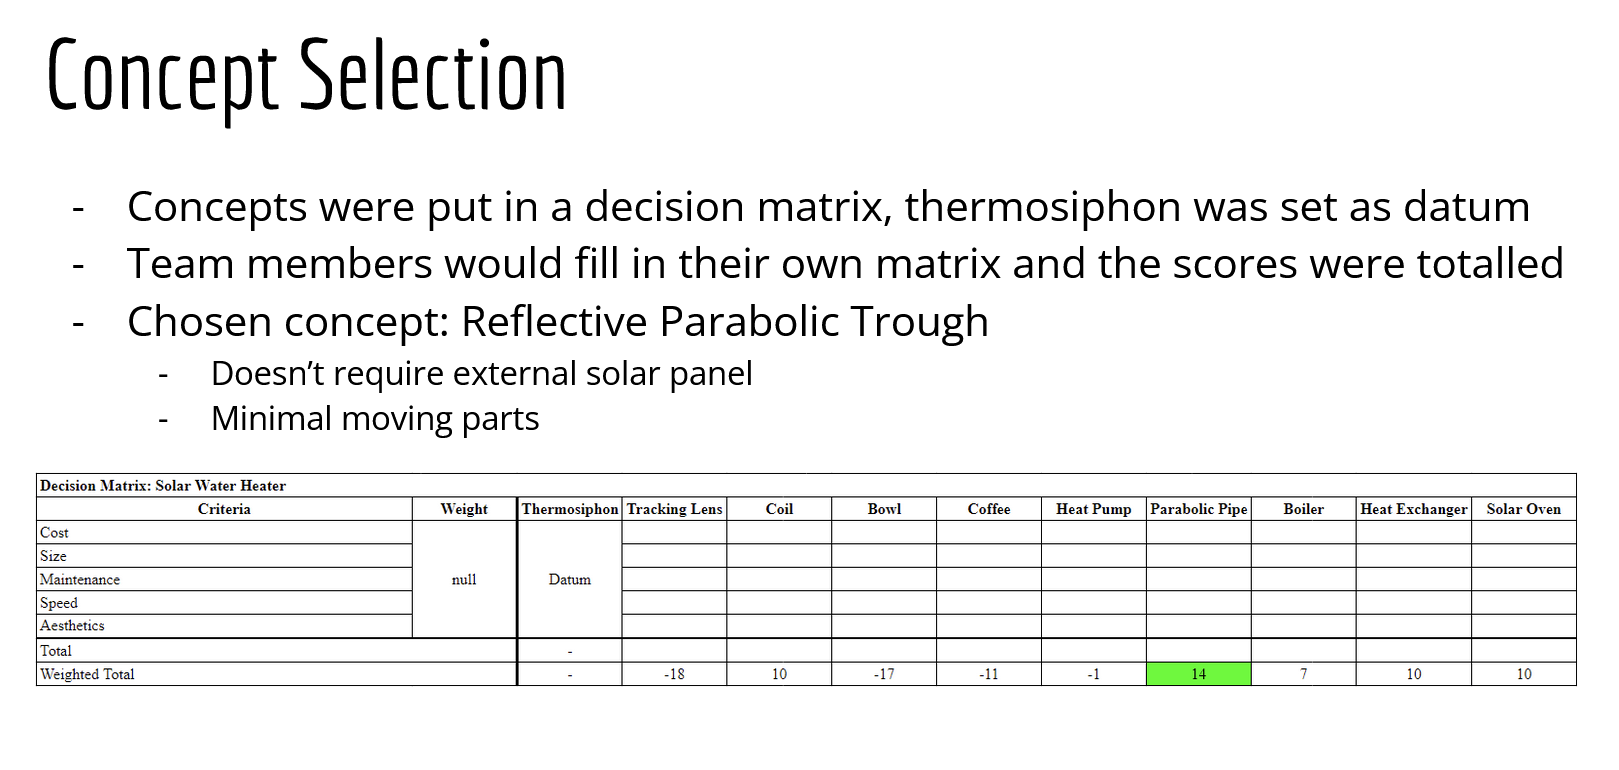 Concept Selection
- Concepts were put in a decision matrix, thermosiphon was set as datum
- Team members would fill in their own matrix and the scores were totalled
- Chosen concept: Reflective Parabolic Trough
- Doesn’t require external solar panel
- Minimal moving parts
Decision Matrix: Solar Water Heater
Criteria Weight Thermosiphon Tracking Lens Coil Bowl Coffee Heat Pump Parabolic Pipe Boiler Heat Exchanger Solar Oven
Cost
Size
Maintenance null Datum
Speed
Aesthetics
Total -
Weighted Total - -18 10 -17 -11 -1 14 7 10 10